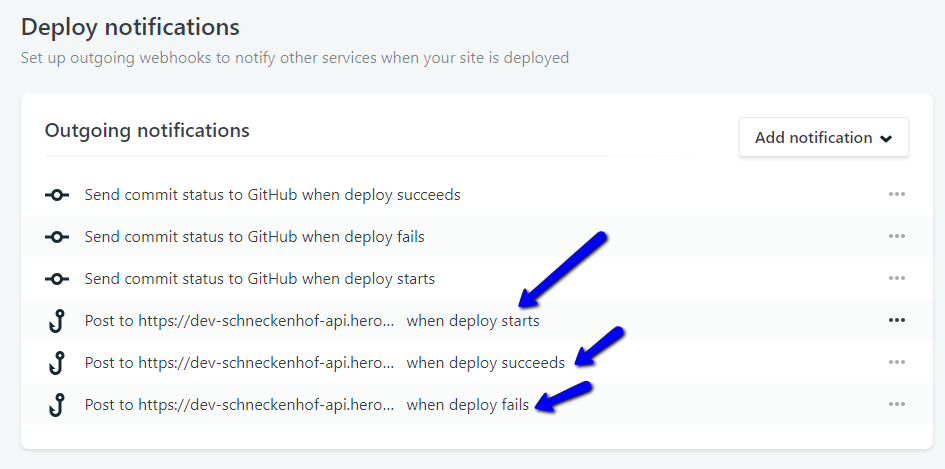 Deploy notifications
Set up outgoing webhooks to notify other services when your site is deployed
Outgoing notifications
Add notification
Send commit status to GitHub when deploy succeeds
Send commit status to GitHub when deploy fails
Send commit status to GitHub when deploy starts
Post to https://dev-schneckenhof-api.hero... when deploy starts
Post to https://dev-schneckenhof-api.hero... when deploy succeeds
Post to https://dev-schneckenhof-api.hero... when deploy fails